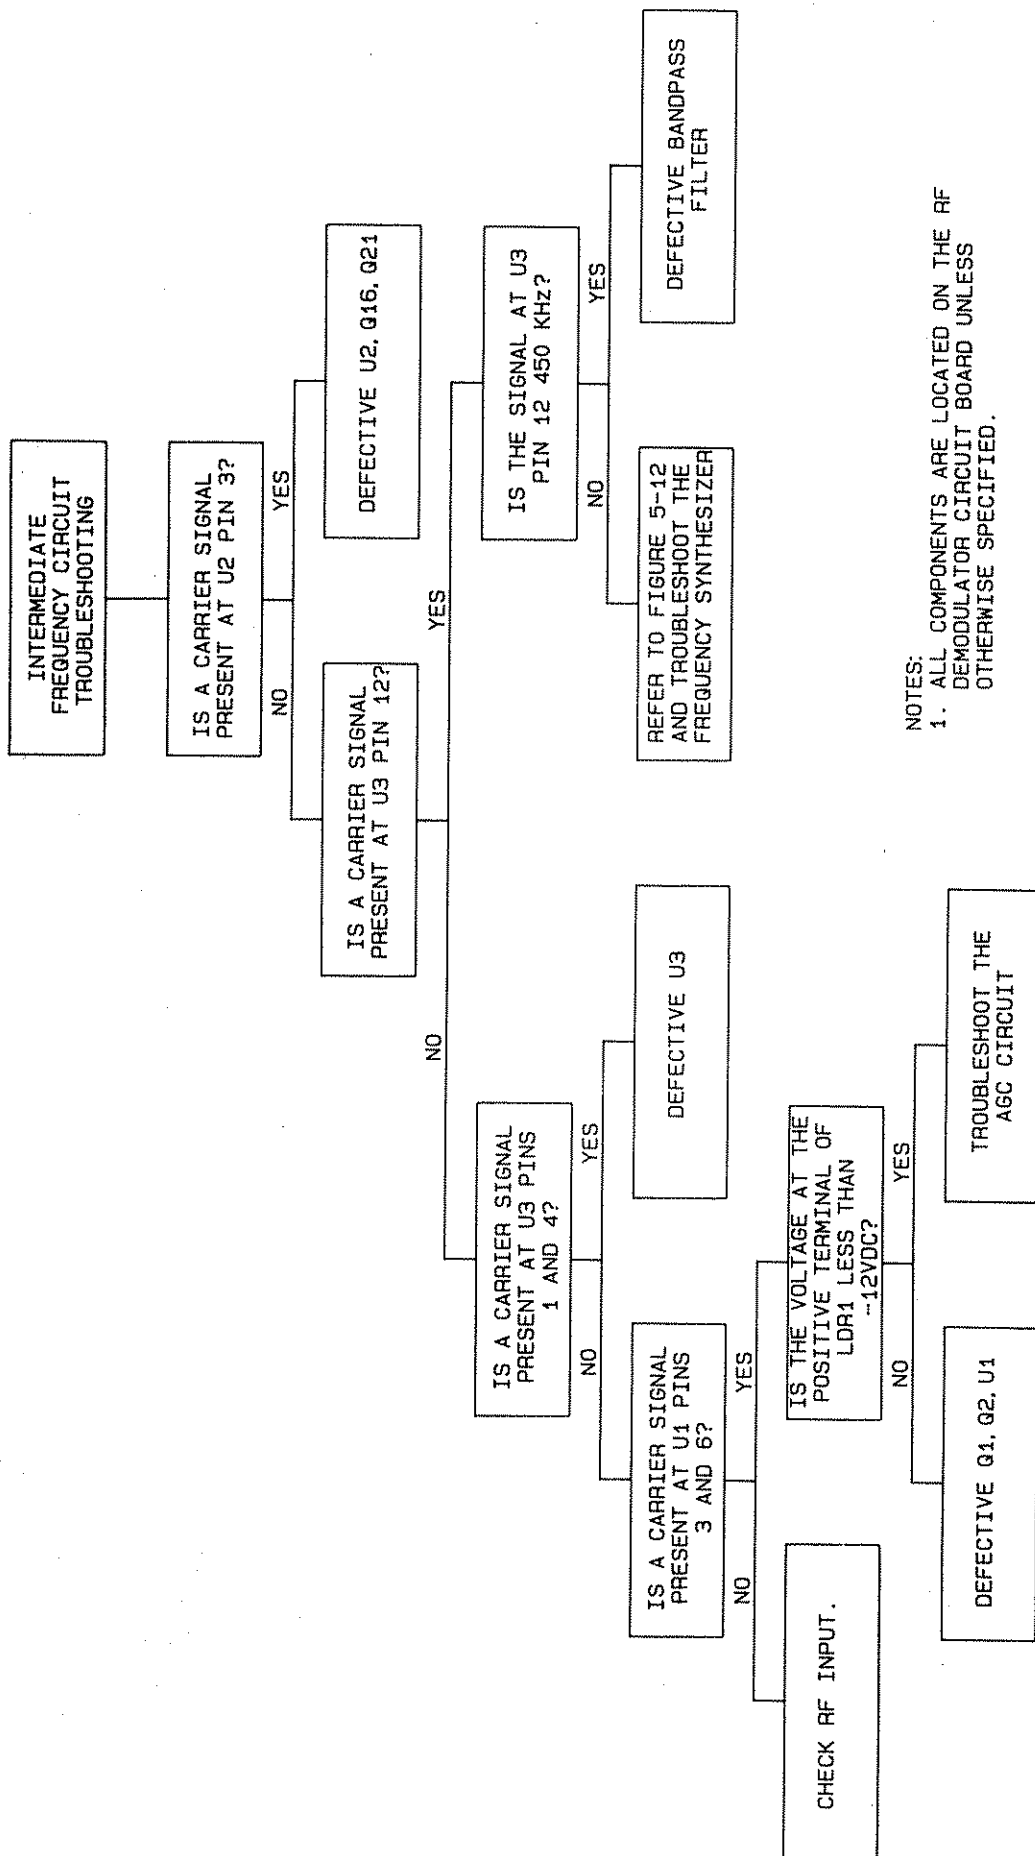 INTERMEDIATE
FREQUENCY CIRCUIT
TROUBLESHOOTING
IS A CARRIER SIGNAL
PRESENT AT U2 PIN 3?
NO
YES
IS A CARRIER SIGNAL
PRESENT AT U3 PIN 12?
DEFECTIVE U2, Q16, Q21
NO
YES
IS A CARRIER SIGNAL
PRESENT AT U3 PINS
1 AND 4?
IS THE SIGNAL AT U3
PIN 12 450 KHz?
NO
YES
NO
YES
IS A CARRIER SIGNAL
PRESENT AT U1 PINS
3 AND 6?
DEFECTIVE U3
REFER TO FIGURE 5-12
AND TROUBLESHOOT THE
FREQUENCY SYNTHESIZER
DEFECTIVE BANDPASS
FILTER
NO
YES
CHECK RF INPUT.
IS THE VOLTAGE AT THE
POSITIVE TERMINAL OF
LDR1 LESS THAN
-12VDC?
NO
YES
DEFECTIVE Q1, Q2, U1
TROUBLESHOOT THE
AGC CIRCUIT
NOTES:
1. ALL COMPONENTS ARE LOCATED ON THE RF
DEMODULATOR CIRCUIT BOARD UNLESS
OTHERWISE SPECIFIED.